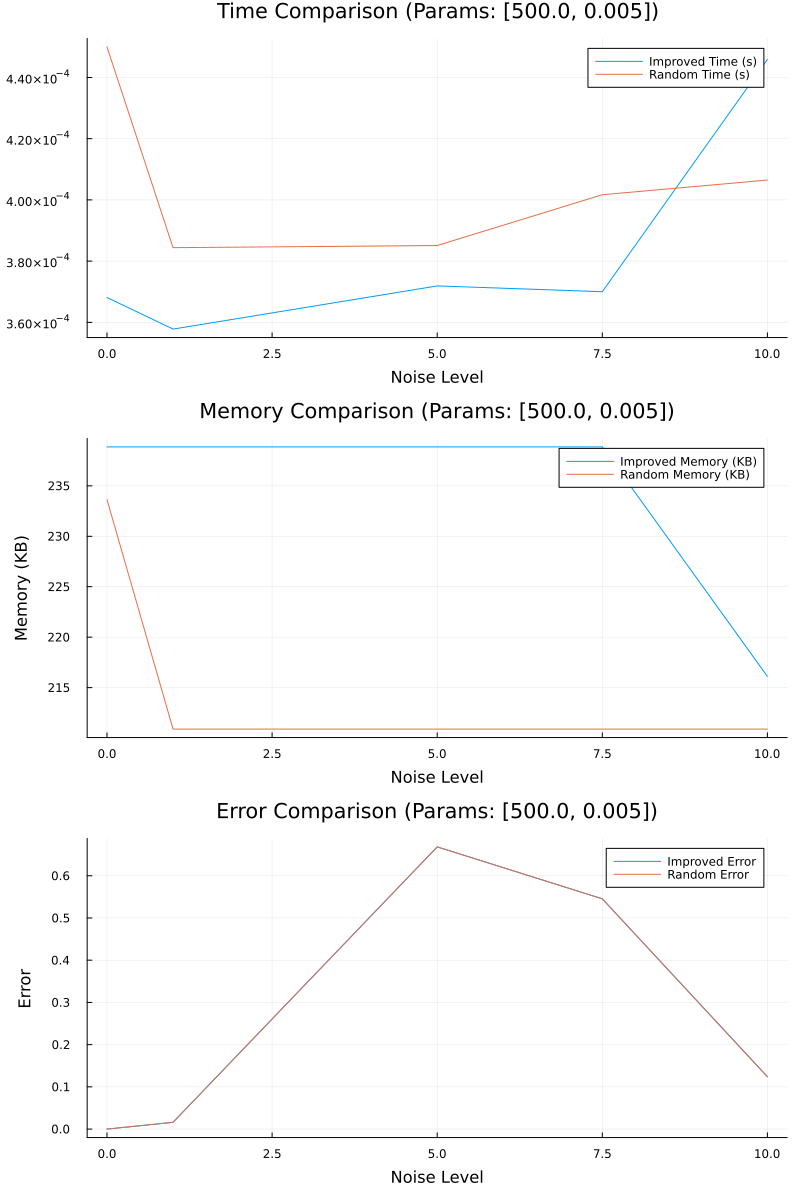 Time Comparison (Params: [500.0, 0.005])
Improved Time (s)
Random Time (s)
4.40×10⁻⁴
4.20×10⁻⁴
4.00×10⁻⁴
3.80×10⁻⁴
3.60×10⁻⁴
0.0 2.5 5.0 7.5 10.0
Noise Level
Memory Comparison (Params: [500.0, 0.005])
Improved Memory (KB)
Random Memory (KB)
235
230
225
220
215
Memory (KB)
0.0 2.5 5.0 7.5 10.0
Noise Level
Error Comparison (Params: [500.0, 0.005])
Improved Error
Random Error
0.6
0.5
0.4
0.3
0.2
0.1
0.0
Error
0.0 2.5 5.0 7.5 10.0
Noise Level